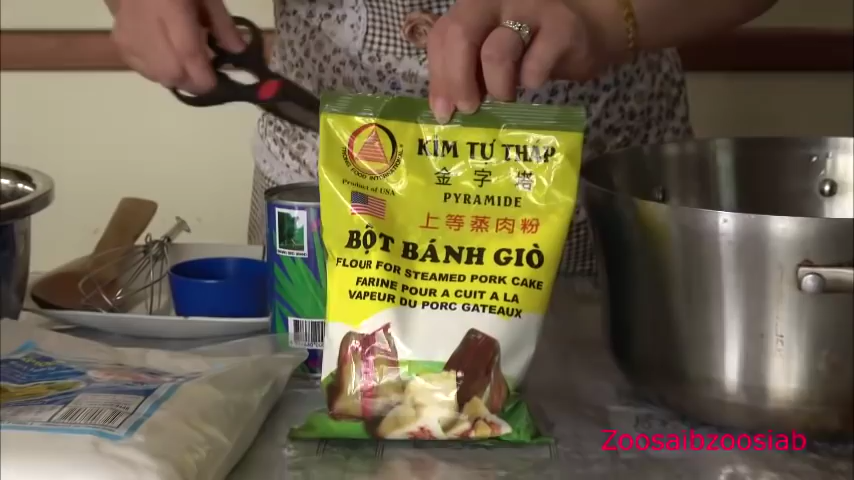 KIM TỰ THÁP
金字塔
PYRAMIDE
Product of USA
上等蒸肉粉
BỘT BÁNH GIÒ
FLOUR FOR STEAMED PORK CAKE
FARINE POUR A CUIT A LA
VAPEUR DU PORC GATEAUX
Zoosaibzoosiab